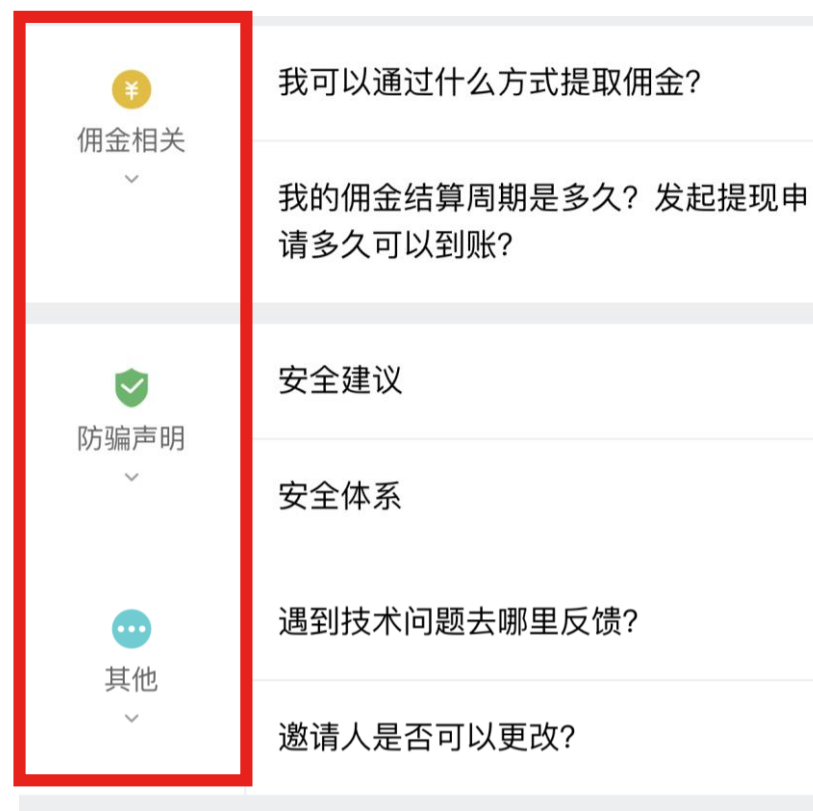 ¥
佣金相关
我可以通过什么方式提取佣金?
我的佣金结算周期是多久? 发起提现申
请多久可以到账?
防骗声明
安全建议
安全体系
其他
遇到技术问题去哪里反馈?
邀请人是否可以更改?